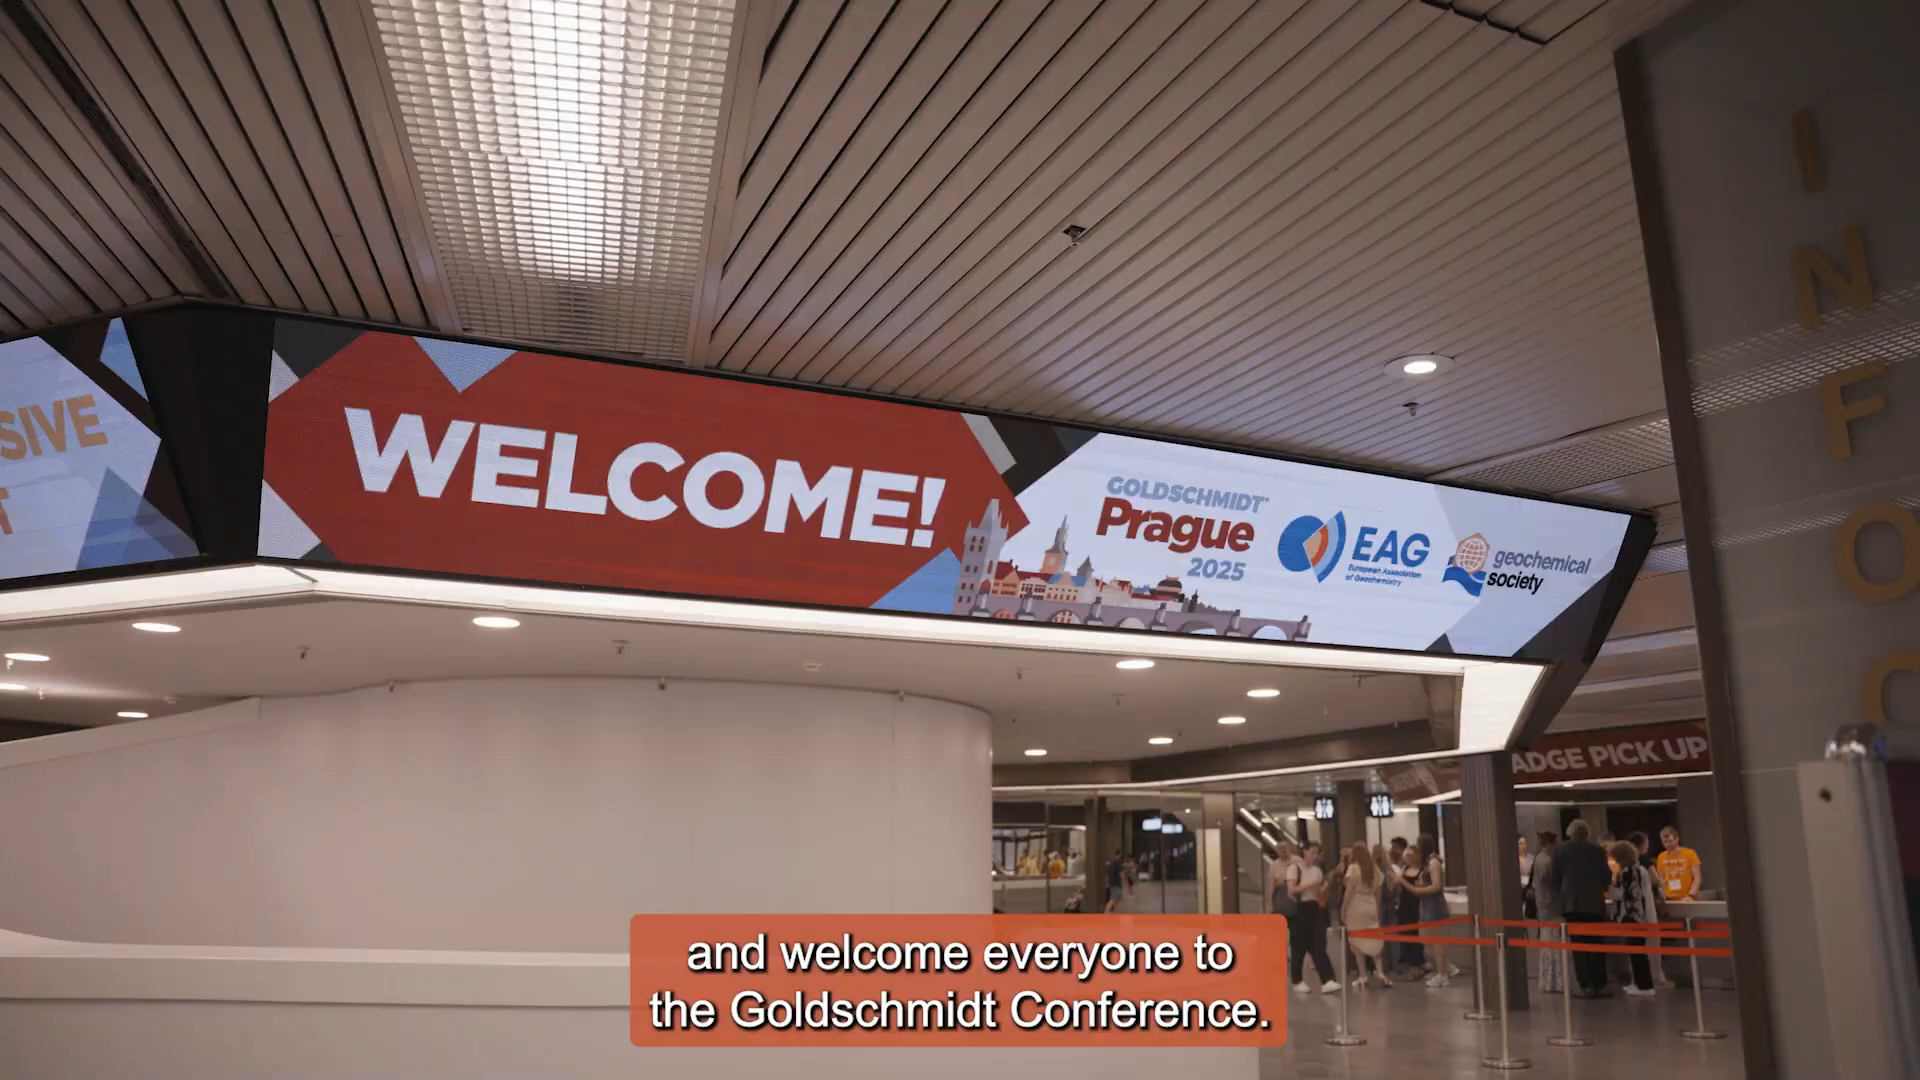 SIVE
T
WELCOME!
GOLDSCHMIDT
Prague
2025
EAG
European Association
of Geochemistry
geochemical
society
INFOC
ADGE PICK UP
and welcome everyone to
the Goldschmidt Conference.